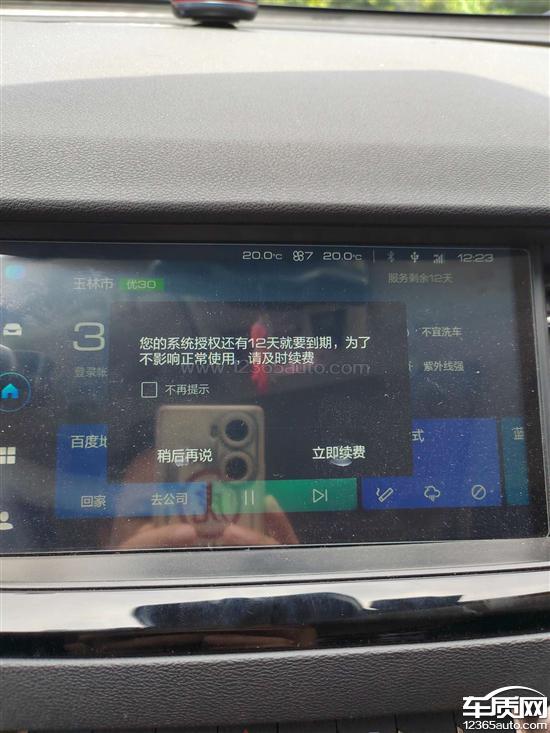 20.0°C 7 20.0°C 12:23
玉林市 优30 服务剩余12天
3
您的系统授权还有12天就要到期，为了
不影响正常使用，请及时续费
不宜洗车
www.12365auto.com
登录帐
紫外线强
不再提示
百度地
式
蓝
稍后再说 立即续费
回家 去公司
车质网
12365auto.com